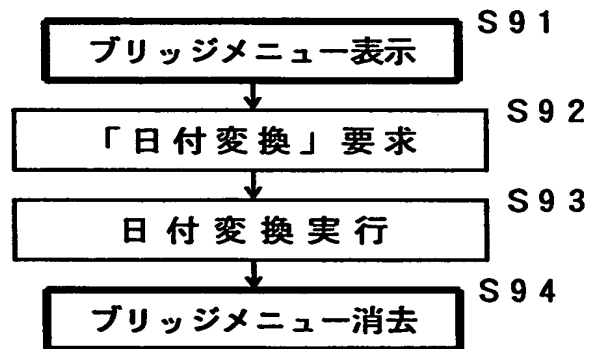 S91
ブリッジメニュー表示
S92
「日付変換」要求
S93
日付変換実行
S94
ブリッジメニュー消去